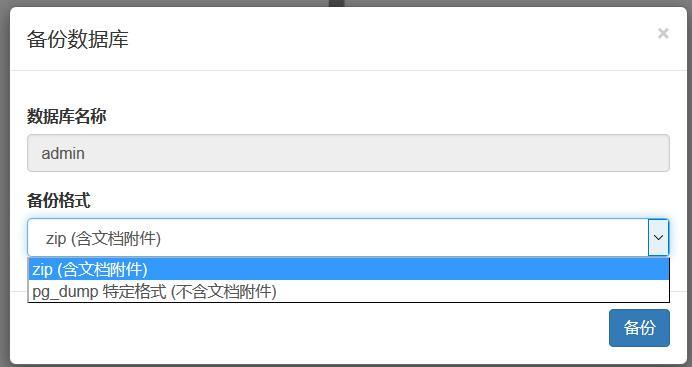 备份数据库
×
数据库名称
admin
备份格式
zip (含文档附件)
zip (含文档附件)
pg_dump 特定格式 (不含文档附件)
备份